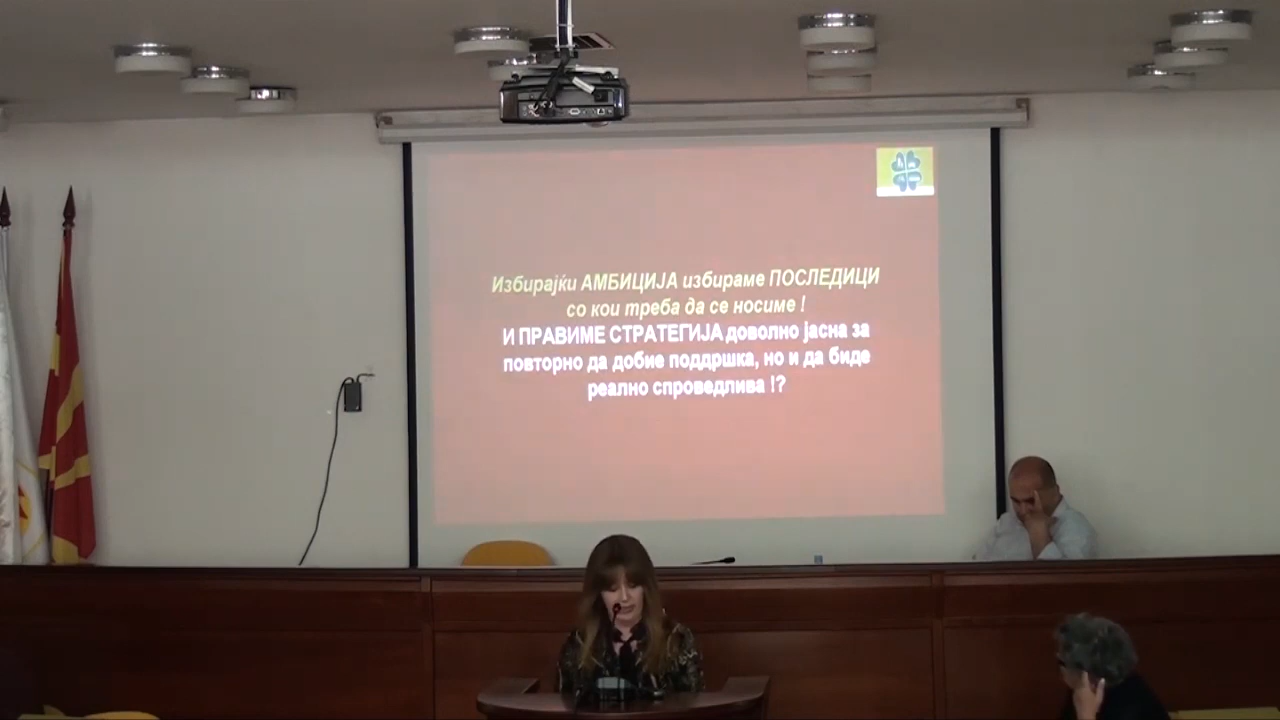 Избирајќи АМБИЦИЈА избираме ПОСЛЕДИЦИ
со кои треба да се носиме !
И ПРАВИМЕ СТРАТЕГИЈА доволно јасна за
повторно да добие поддршка, но и да биде
реално спроведлива !?